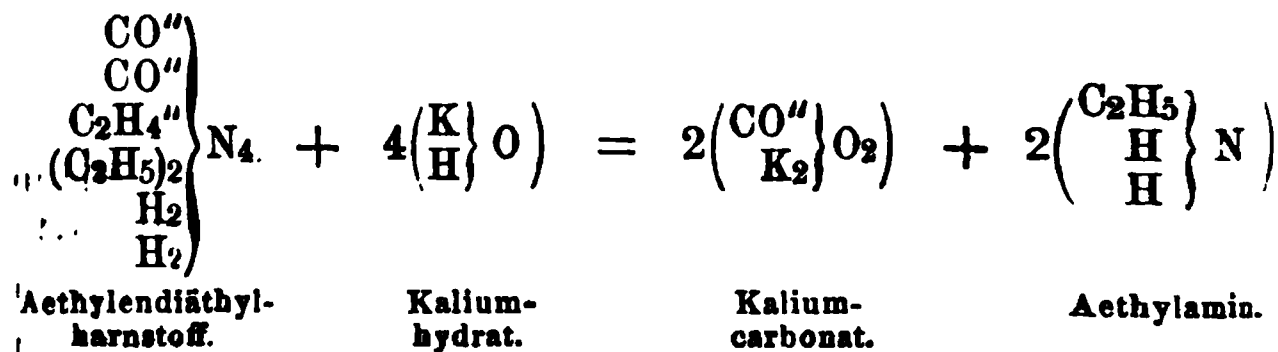 CO″
CO″
C₂H₄″
(C₂H₅)₂
H₂
H₂
} N₄ + 4(K
H} O) = 2(CO″
K₂} O₂) + 2(C₂H₅
H
H} N)
Aethylendiäthyl-
harnstoff.
Kalium-
hydrat.
Kalium-
carbonat.
Aethylamin.